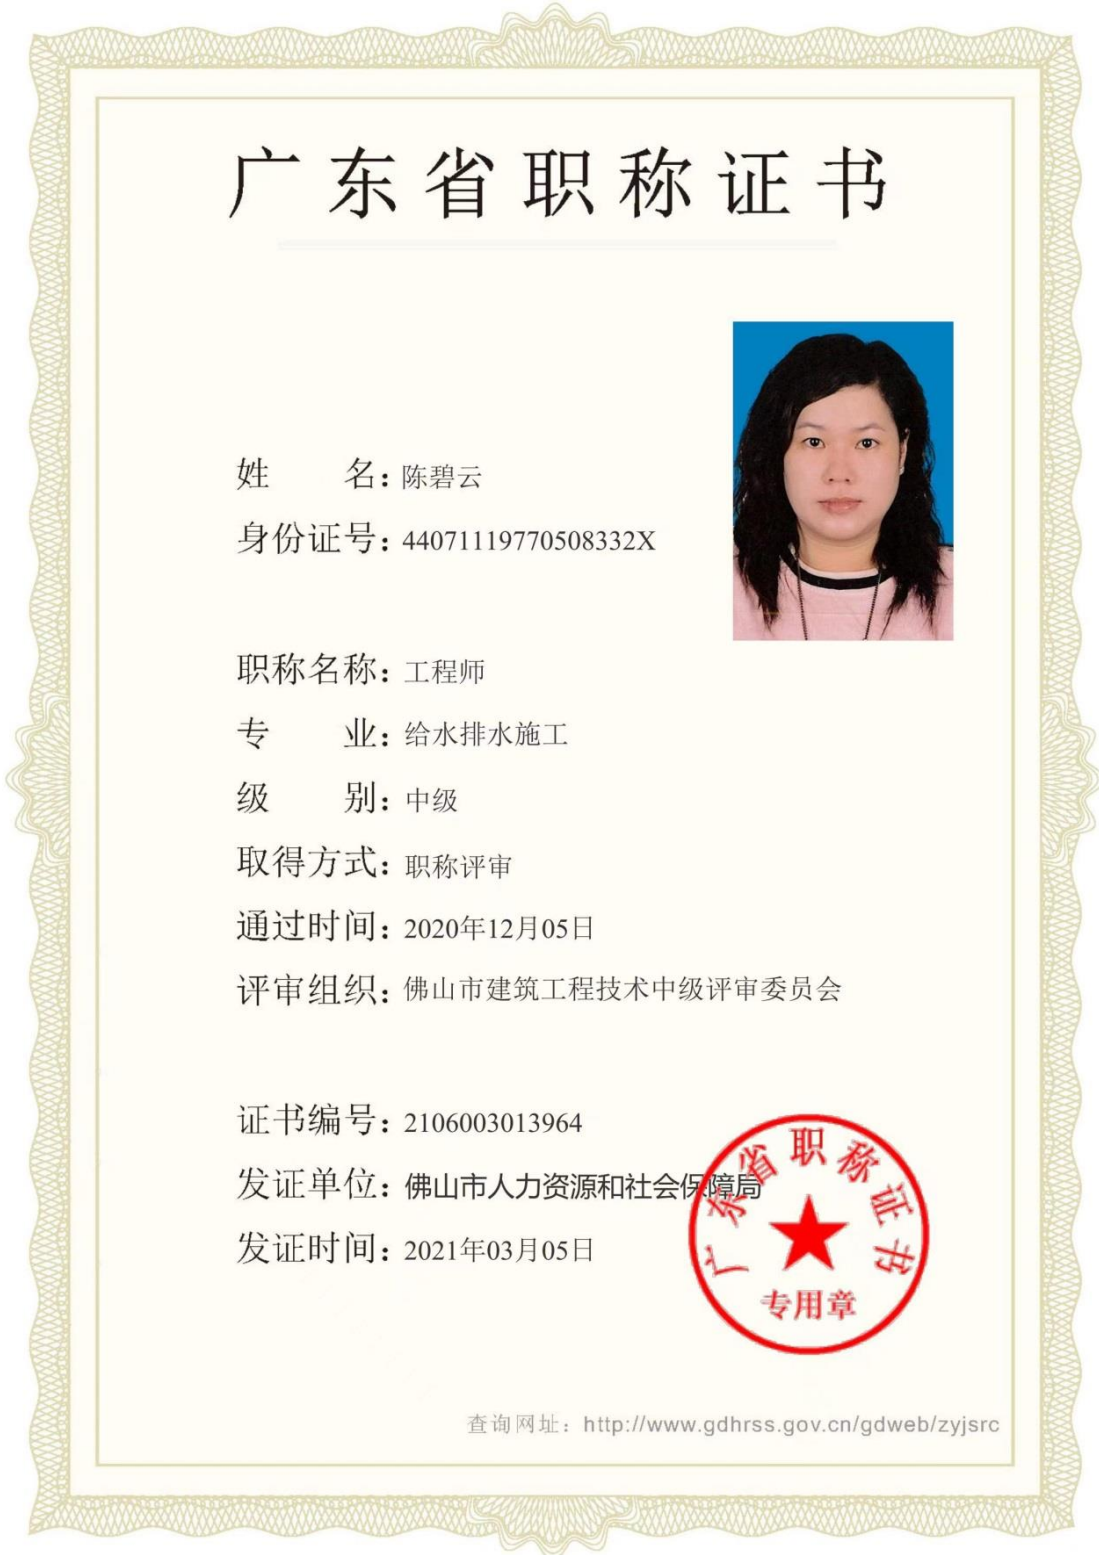 广东省职称证书
姓 名：陈碧云
身份证号：44071119770508332X
职称名称：工程师
专 业：给水排水施工
级 别：中级
取得方式：职称评审
通过时间：2020年12月05日
评审组织：佛山市建筑工程技术中级评审委员会
证书编号：2106003013964
发证单位：佛山市人力资源和社会保障局
发证时间：2021年03月05日
广东省职称证书
专用章
查询网址：http://www.gdhrss.gov.cn/gdweb/zyjsrc